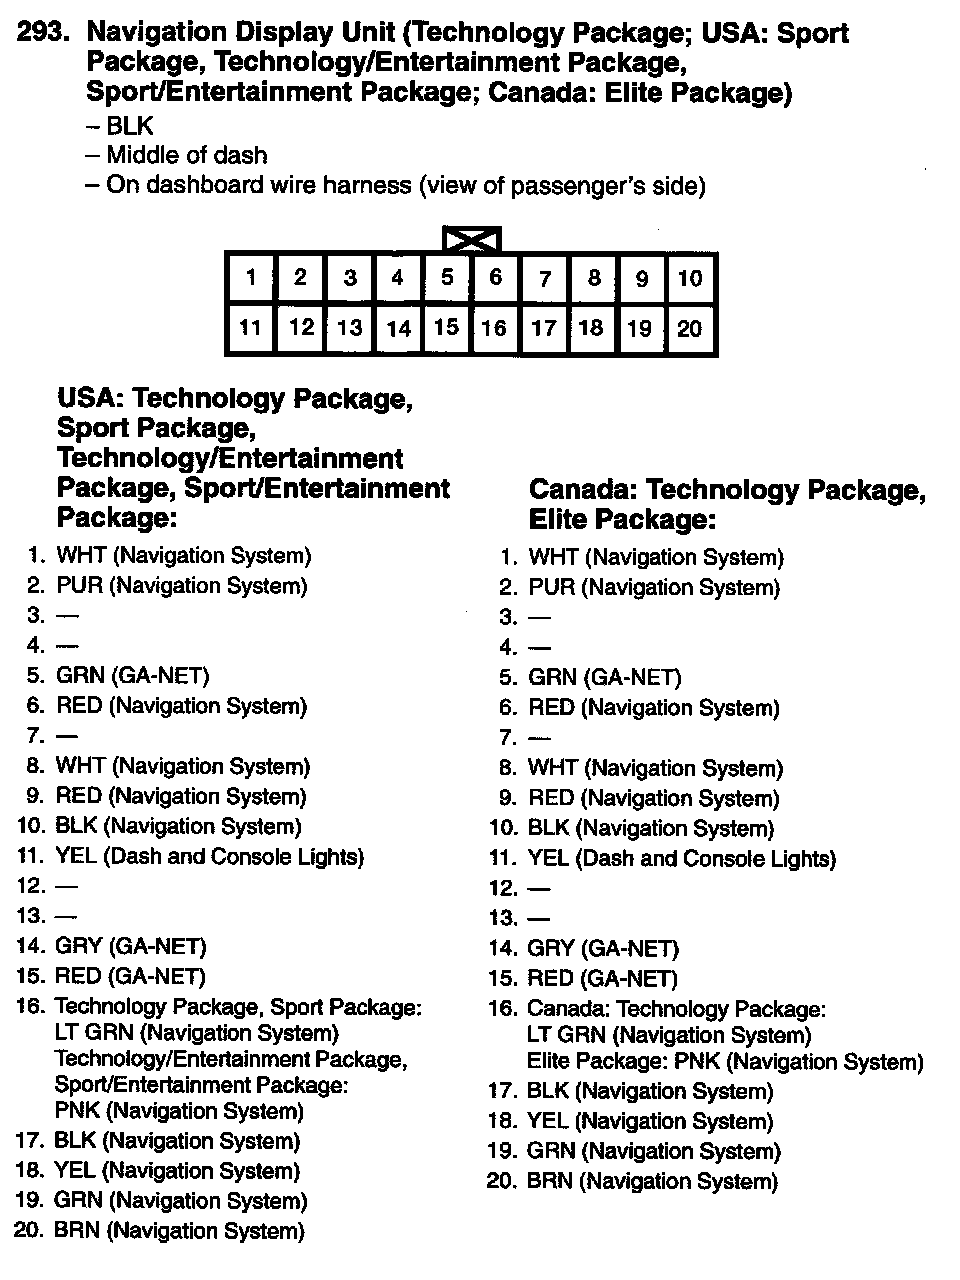 293. Navigation Display Unit (Technology Package; USA: Sport
Package, Technology/Entertainment Package,
Sport/Entertainment Package; Canada: Elite Package)
– BLK
– Middle of dash
– On dashboard wire harness (view of passenger's side)
1 2 3 4 5 6 7 8 9 10
11 12 13 14 15 16 17 18 19 20
USA: Technology Package,
Sport Package,
Technology/Entertainment
Package, Sport/Entertainment
Package:
1. WHT (Navigation System)
2. PUR (Navigation System)
3. —
4. —
5. GRN (GA-NET)
6. RED (Navigation System)
7. —
8. WHT (Navigation System)
9. RED (Navigation System)
10. BLK (Navigation System)
11. YEL (Dash and Console Lights)
12. —
13. —
14. GRY (GA-NET)
15. RED (GA-NET)
16. Technology Package, Sport Package:
LT GRN (Navigation System)
Technology/Entertainment Package,
Sport/Entertainment Package:
PNK (Navigation System)
17. BLK (Navigation System)
18. YEL (Navigation System)
19. GRN (Navigation System)
20. BRN (Navigation System)
Canada: Technology Package,
Elite Package:
1. WHT (Navigation System)
2. PUR (Navigation System)
3. —
4. —
5. GRN (GA-NET)
6. RED (Navigation System)
7. —
8. WHT (Navigation System)
9. RED (Navigation System)
10. BLK (Navigation System)
11. YEL (Dash and Console Lights)
12. —
13. —
14. GRY (GA-NET)
15. RED (GA-NET)
16. Canada: Technology Package:
LT GRN (Navigation System)
Elite Package: PNK (Navigation System)
17. BLK (Navigation System)
18. YEL (Navigation System)
19. GRN (Navigation System)
20. BRN (Navigation System)